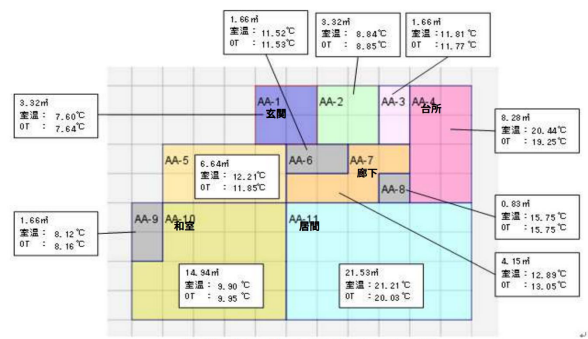 1.66㎡
室温：11.52℃
OT ：11.53℃
3.32㎡
室温： 8.84℃
OT ： 8.85℃
1.66㎡
室温：11.81℃
OT ：11.77℃
3.32㎡
室温： 7.60℃
OT ： 7.64℃
AA-1
玄関
AA-2
AA-3
AA-4
台所
8.28㎡
室温：20.44℃
OT ：19.25℃
AA-5
6.64㎡
室温：12.21℃
OT ：11.85℃
AA-6
AA-7
廊下
AA-8
0.83㎡
室温：15.75℃
OT ：15.75℃
1.66㎡
室温： 8.12℃
OT ： 8.16℃
AA-9
AA-10
和室
AA-11
居間
4.15㎡
室温：12.89℃
OT ：13.05℃
14.94㎡
室温： 9.90℃
OT ： 9.95℃
21.53㎡
室温：21.21℃
OT ：20.03℃